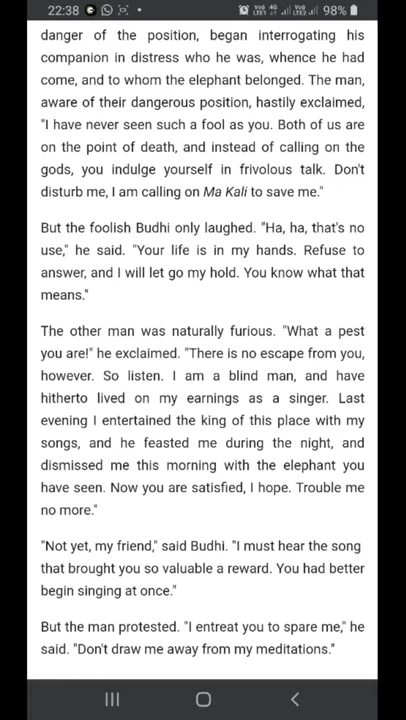 22:38
VoD 4G VoD 98%
LTE1 LTE2
danger of the position, began interrogating his
companion in distress who he was, whence he had
come, and to whom the elephant belonged. The man,
aware of their dangerous position, hastily exclaimed,
"I have never seen such a fool as you. Both of us are
on the point of death, and instead of calling on the
gods, you indulge yourself in frivolous talk. Don't
disturb me, I am calling on Ma Kali to save me."
But the foolish Budhi only laughed. "Ha, ha, that's no
use," he said. "Your life is in my hands. Refuse to
answer, and I will let go my hold. You know what that
means."
The other man was naturally furious. "What a pest
you are!" he exclaimed. "There is no escape from you,
however. So listen. I am a blind man, and have
hitherto lived on my earnings as a singer. Last
evening I entertained the king of this place with my
songs, and he feasted me during the night, and
dismissed me this morning with the elephant you
have seen. Now you are satisfied, I hope. Trouble me
no more."
"Not yet, my friend," said Budhi. "I must hear the song
that brought you so valuable a reward. You had better
begin singing at once."
But the man protested. "I entreat you to spare me," he
said. "Don't draw me away from my meditations."